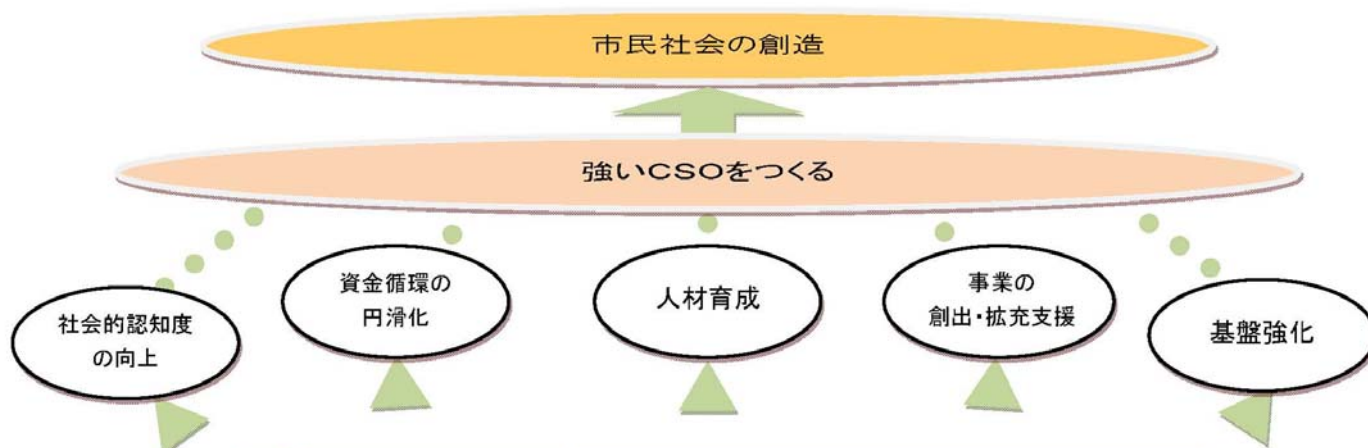 市民社会の創造
強いCSOをつくる
社会的認知度
の向上
資金循環の
円滑化
人材育成
事業の
創出・拡充支援
基盤強化